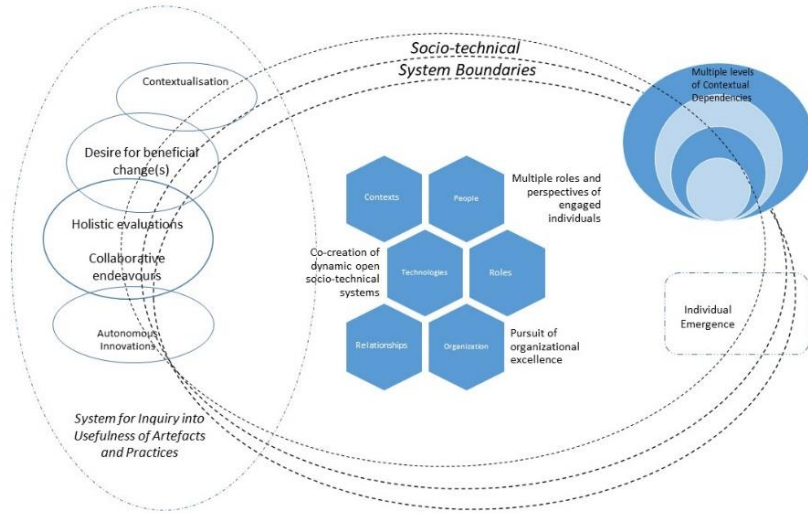 Socio-technical
System Boundaries
Contextualisation
Desire for beneficial
change(s)
Holistic evaluations
Collaborative
endeavours
Autonomous
Innovations
System for Inquiry into
Usefulness of Artefacts
and Practices
Contexts
People
Multiple roles and
perspectives of
engaged
individuals
Co-creation of
dynamic open
socio-technical
systems
Technologies
Roles
Relationships
Organization
Pursuit of
organizational
excellence
Multiple levels
of Contextual
Dependencies
Individual
Emergence